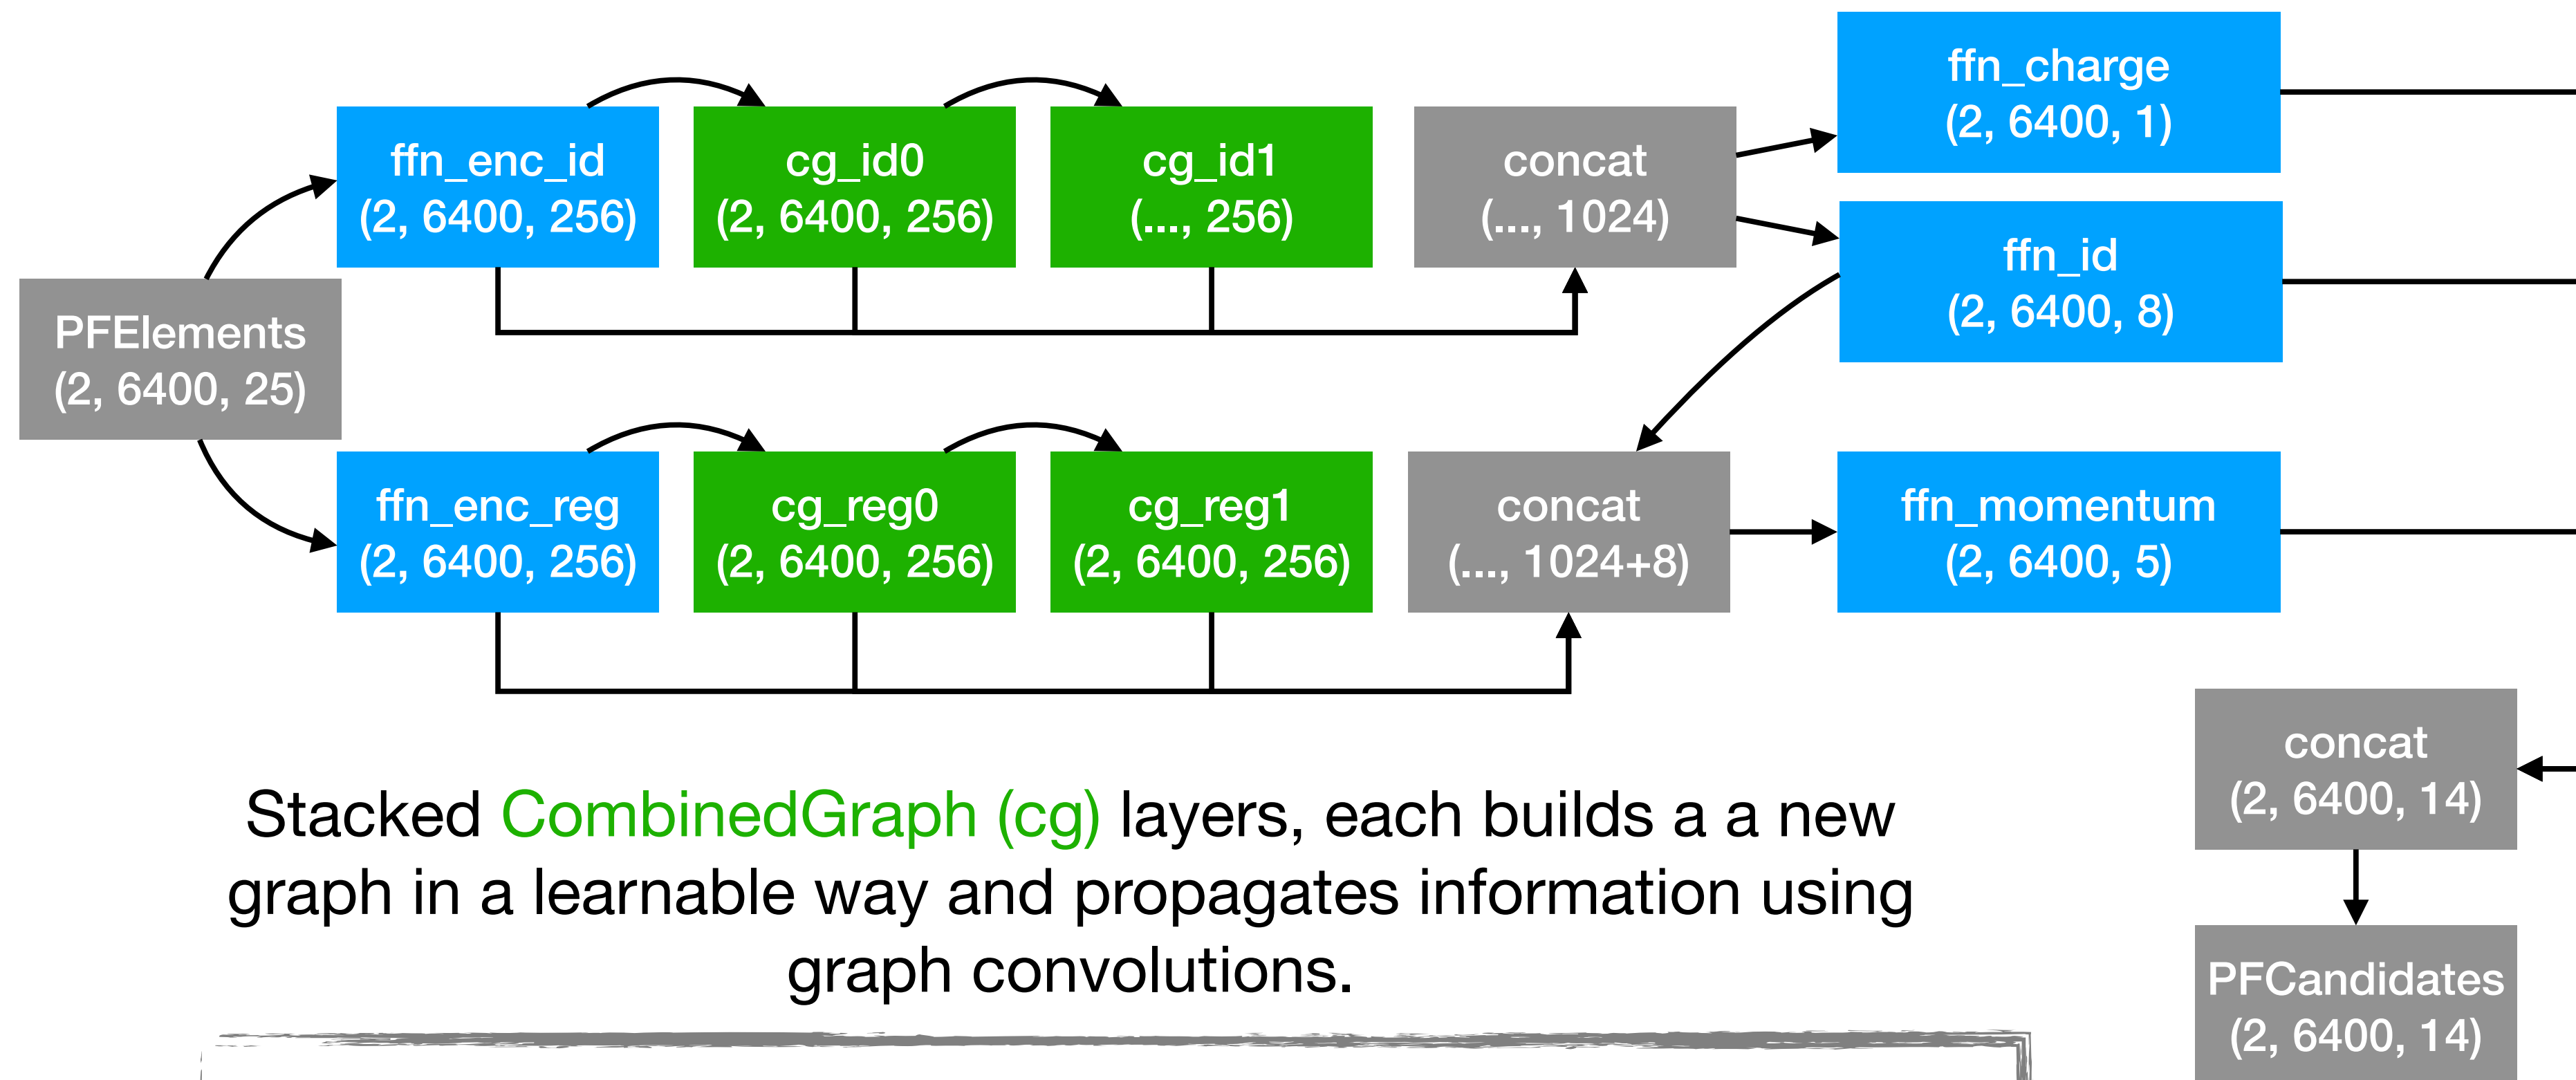 PFElements
(2, 6400, 25)
ffn_enc_id
(2, 6400, 256)
cg_id0
(2, 6400, 256)
cg_id1
(..., 256)
concat
(..., 1024)
ffn_charge
(2, 6400, 1)
ffn_id
(2, 6400, 8)
ffn_enc_reg
(2, 6400, 256)
cg_reg0
(2, 6400, 256)
cg_reg1
(2, 6400, 256)
concat
(..., 1024+8)
ffn_momentum
(2, 6400, 5)
concat
(2, 6400, 14)
PFCandidates
(2, 6400, 14)
Stacked CombinedGraph (cg) layers, each builds a a new
graph in a learnable way and propagates information using
graph convolutions.